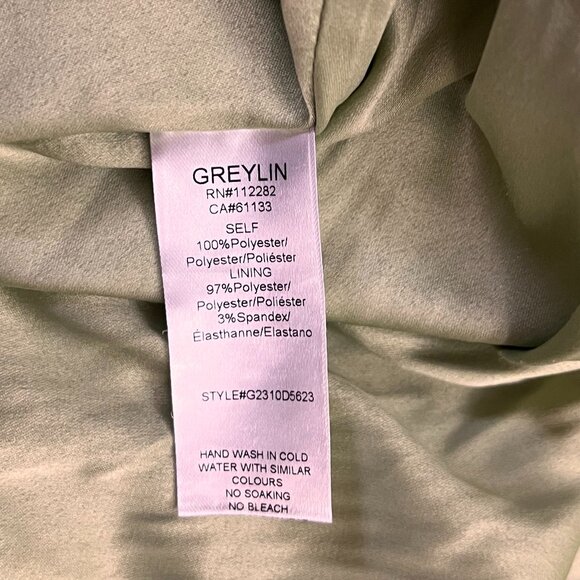 GREYLIN
RN#112282
CA#61133
SELF
100%Polyester/
Polyester/Poliéster
LINING
97%Polyester/
Polyester/Poliéster
3%Spandex/
Élasthanne/Elastano
STYLE#G2310D5623
HAND WASH IN COLD
WATER WITH SIMILAR
COLOURS
NO SOAKING
NO BLEACH